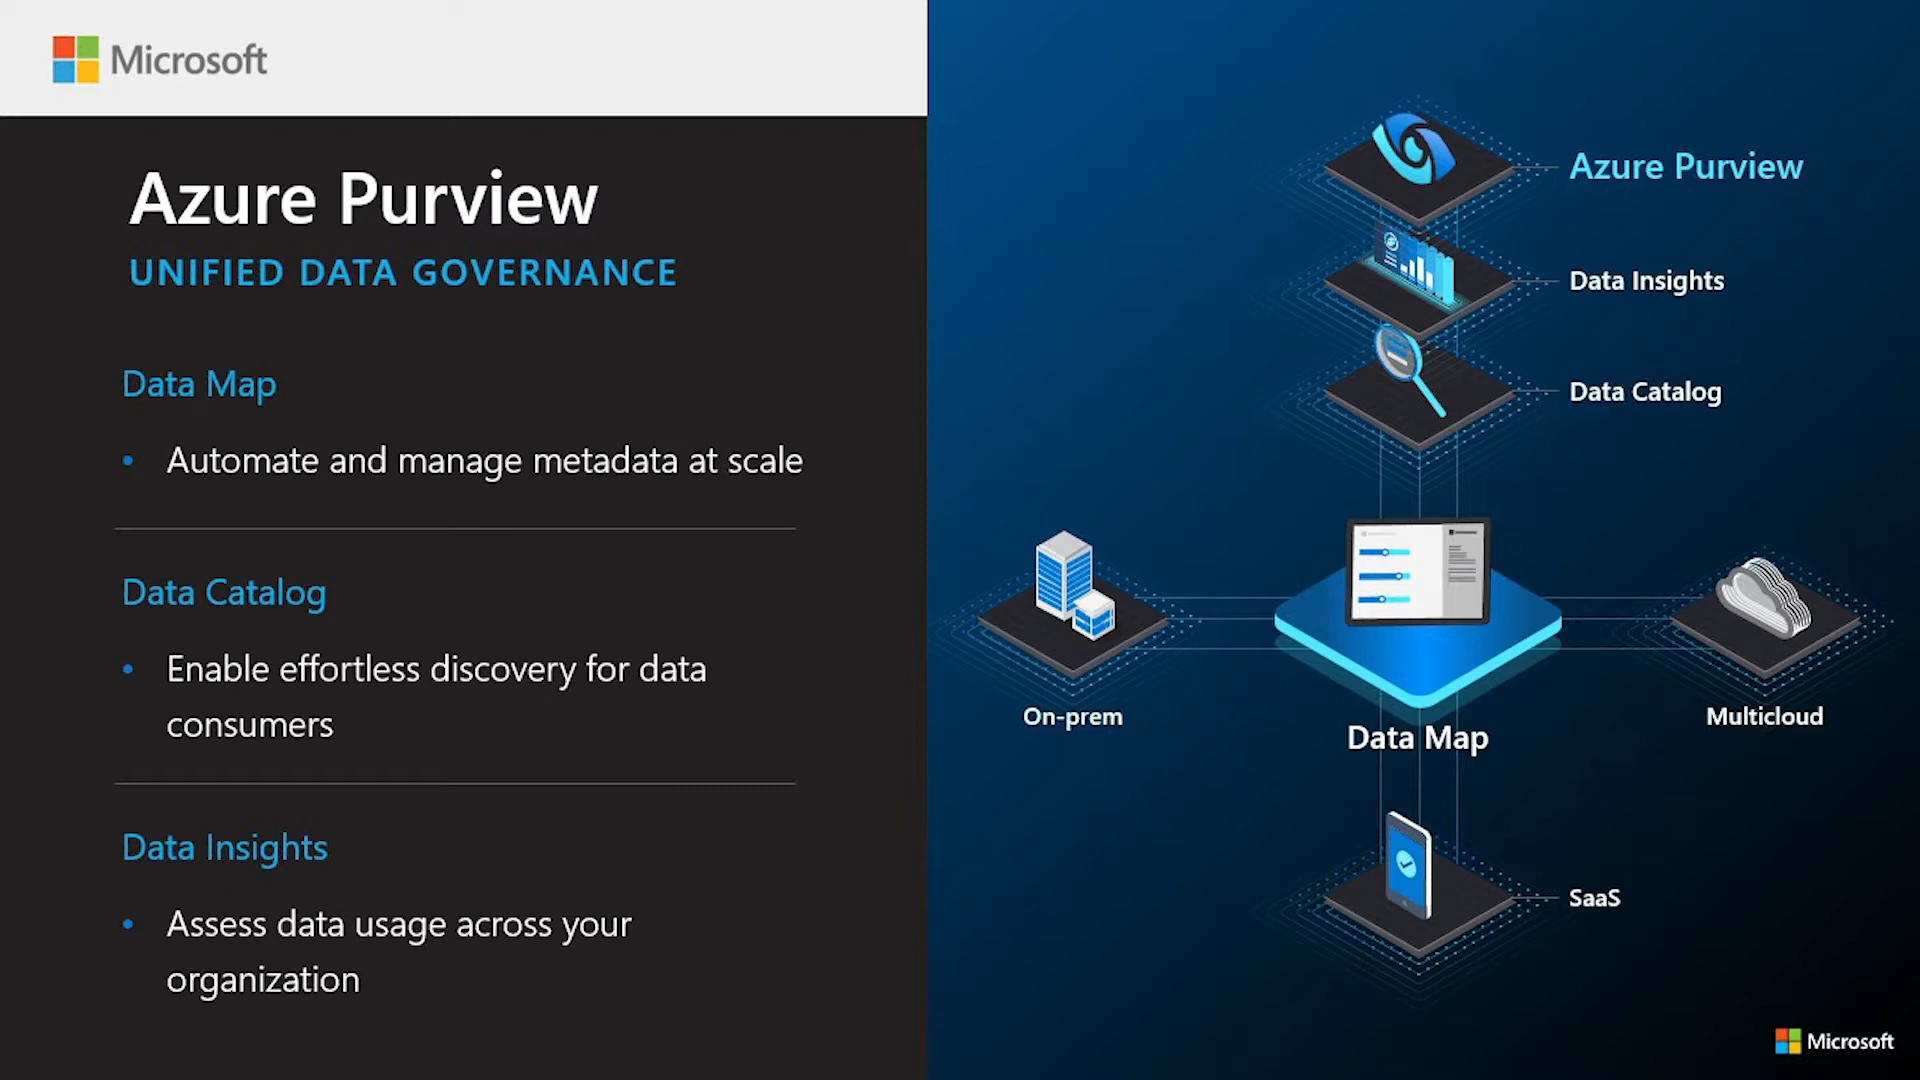 Microsoft
Azure Purview
UNIFIED DATA GOVERNANCE
Data Map
• Automate and manage metadata at scale
Data Catalog
• Enable effortless discovery for data
consumers
Data Insights
• Assess data usage across your
organization
Azure Purview
Data Insights
Data Catalog
On-prem
Data Map
Multicloud
SaaS
Microsoft